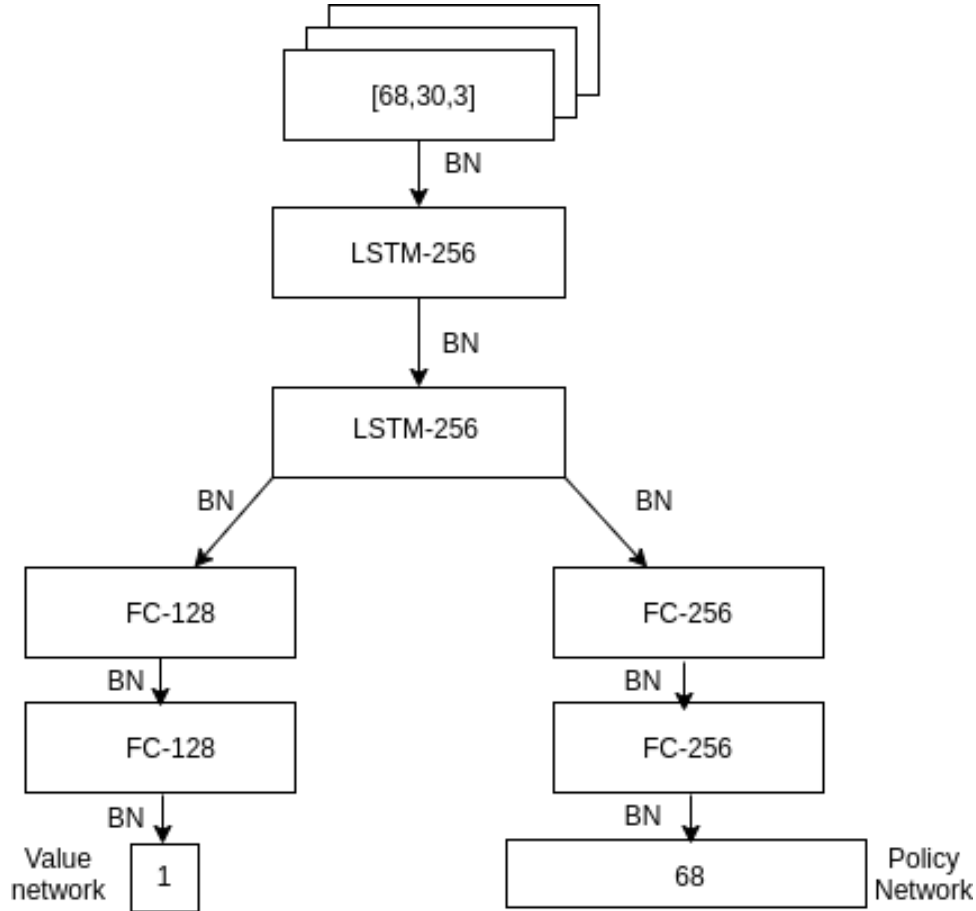 [68,30,3]
BN
LSTM-256
BN
LSTM-256
BN
BN
FC-128
FC-256
BN
BN
FC-128
FC-256
BN
BN
Value
network
1
68
Policy
Network